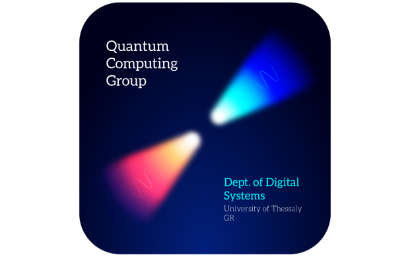 Quantum
Computing
Group
Dept. of Digital
Systems
University of Thessaly
GR